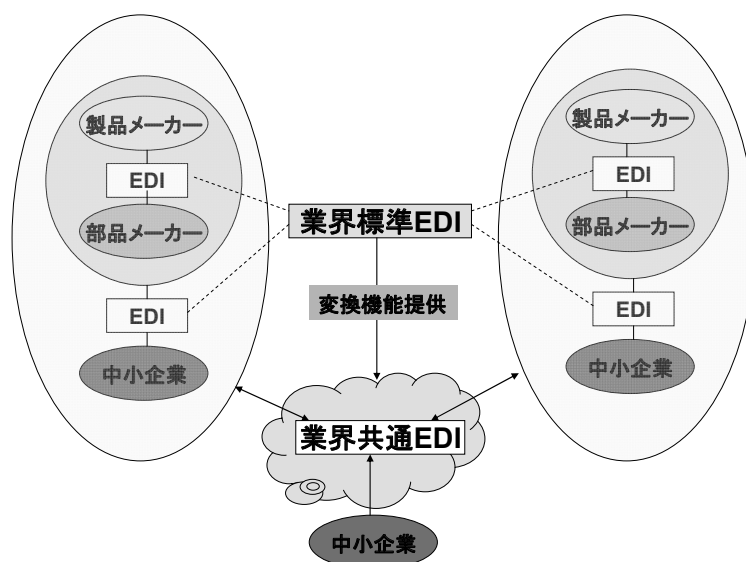 製品メーカー
EDI
部品メーカー
EDI
中小企業
業界標準EDI
変換機能提供
業界共通EDI
中小企業
製品メーカー
EDI
部品メーカー
EDI
中小企業